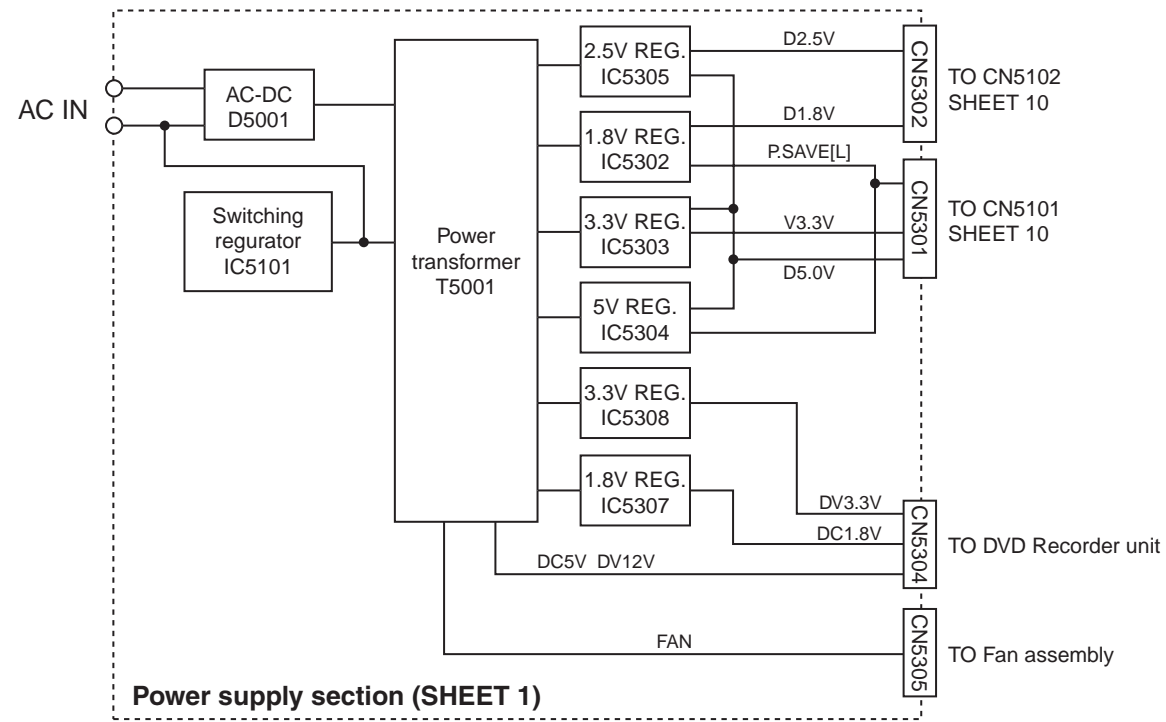 AC IN
AC-DC
D5001
Switching
regurator
IC5101
Power
transformer
T5001
2.5V REG.
IC5305
1.8V REG.
IC5302
3.3V REG.
IC5303
5V REG.
IC5304
3.3V REG.
IC5308
1.8V REG.
IC5307
D2.5V
D1.8V
P.SAVE[L]
V3.3V
D5.0V
DV3.3V
DC1.8V
DC5V DV12V
FAN
CN5302
TO CN5102
SHEET 10
CN5301
TO CN5101
SHEET 10
CN5304
TO DVD Recorder unit
CN5305
TO Fan assembly
Power supply section (SHEET 1)